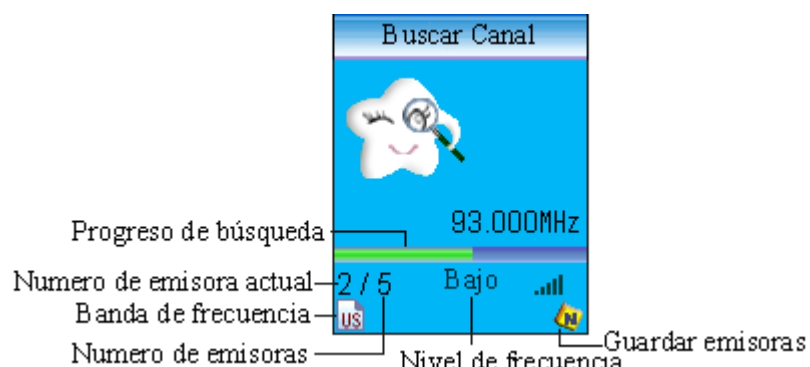 Buscar Canal
93.000MHz
Progreso de búsqueda
Numero de emisora actual
2 / 5
Bajo
Banda de frecuencia
US
N
Guardar emisoras
Numero de emisoras
Nivel de frecuencia